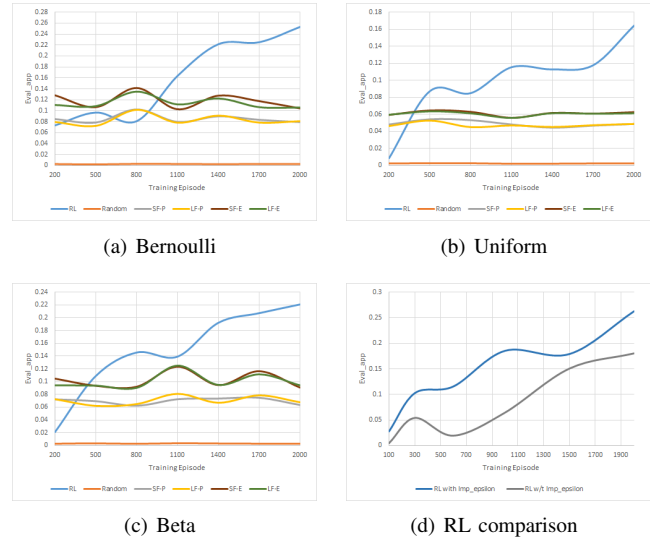 0.28
0.26
0.24
0.22
0.2
0.18
0.16
0.14
0.12
0.1
0.08
0.06
0.04
0.02
0
Eval_app
200 500 800 1100 1400 1700 2000
Training Episode
RL Random SF-P LF-P SF-E LF-E
(a) Bernoulli
0.18
0.16
0.14
0.12
0.1
0.08
0.06
0.04
0.02
0
Eval_app
200 500 800 1100 1400 1700 2000
Training Episode
RL Random SF-P LF-P SF-E LF-E
(b) Uniform
0.24
0.22
0.2
0.18
0.16
0.14
0.12
0.1
0.08
0.06
0.04
0.02
0
Eval_app
200 500 800 1100 1400 1700 2000
Training Episode
RL Random SF-P LF-P SF-E LF-E
(c) Beta
0.3
0.25
0.2
0.15
0.1
0.05
0
Eval_app
100 300 500 700 900 1100 1300 1500 1700 1900
Training Episode
RL with Imp_epsilon RL w/t Imp_epsilon
(d) RL comparison